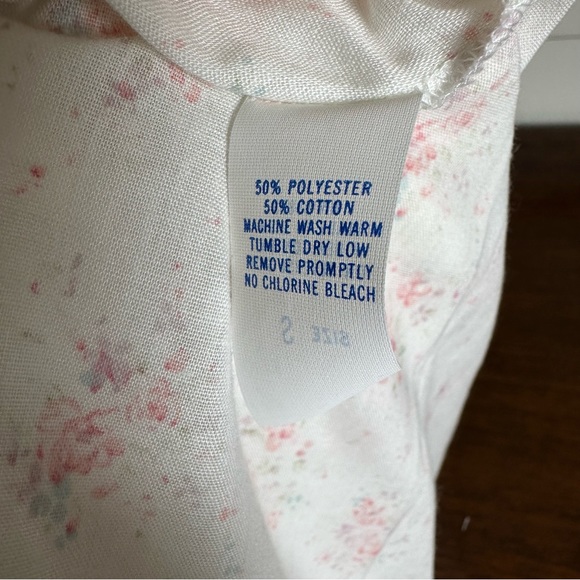 50% POLYESTER
50% COTTON
MACHINE WASH WARM
TUMBLE DRY LOW
REMOVE PROMPTLY
NO CHLORINE BLEACH
SIZE S